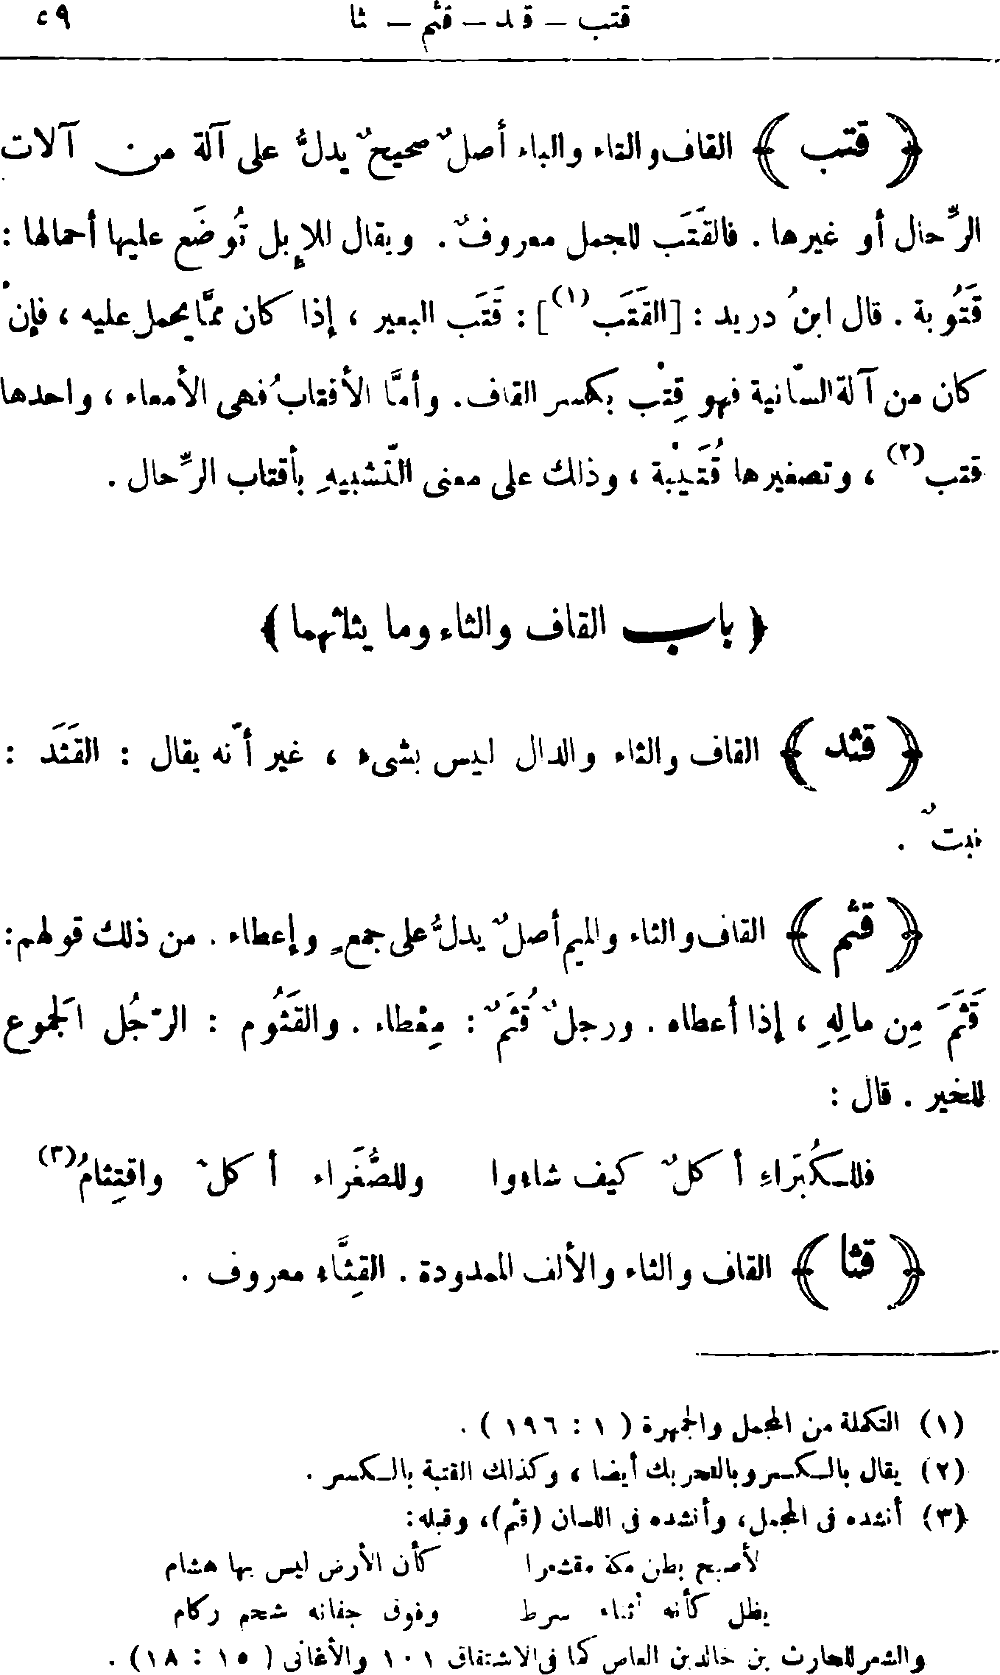 قتب — قد — قثم — ثا ٥٩
﴿ قتب ﴾ القاف والتاء والباء أصلٌ صحيحٌ يدلُّ على آلة من آلات
الرِّحال أو غيرها . فالقَتَب للجمل معروفٌ . ويقال للإِبل تُوضَع عليها أحمالها :
قَتُوبة . قال ابنُ دريد : [القَتَب(١)] : قَتَب البعير ، إذا كان ممَّا يحمل عليه ، فإنْ
كان من آلة السّانية فهو قِتْب بكسر القاف. وأمَّا الأقتابُ فهى الأمعاء ، واحدها
قتب(٢) ، وتصغيرها قُتَيْبة ، وذلك على معنى التّشبيهِ بأقتاب الرِّحال .
﴿ باب القاف والثاء وما يثلثهما ﴾
﴿ قثد ﴾ القاف والثاء والدال ليس بشىء ، غير أنّه يقال : القَثَد :
نبتٌ .
﴿ قثم ﴾ القاف والثاء والميم أصلٌ يدلُّ على جمعٍ وإعطاء . من ذلك قولهم:
قَثَمَ مِن مالِهِ ، إذا أعطاه . ورجلٌ قُثَمٌ : مِعْطاء . والقَثُوم : الرّجُل الجَموع
للخير . قال :
فللكُبَراءِ أكلٌ كيف شاءوا وللصُّغَراء أكلٌ واقتِثامُ(٣)
﴿ قثا ﴾ القاف والثاء والألف الممدودة . القِثَّاء معروف .
(١) التكملة من المجمل والجمهرة ( ١ : ١٩٦ ) .
(٢) يقال بالكسر وبالتحريك أيضا ، وكذلك القتبة بالكسر .
(٣) أنشده فى المجمل، وأنشده فى اللسان (قثم)، وقبله:
لأصبح بطن مكة مقشعرا كأن الأرض ليس بها هشام
يظل كأنه أثناء سرط وفوق جفانه شحم ركام
والشعر للحارث بن خالد بن العاص كما فى الاشتقاق ١٠١ والأغانى ( ١٥ : ١٨ ) .